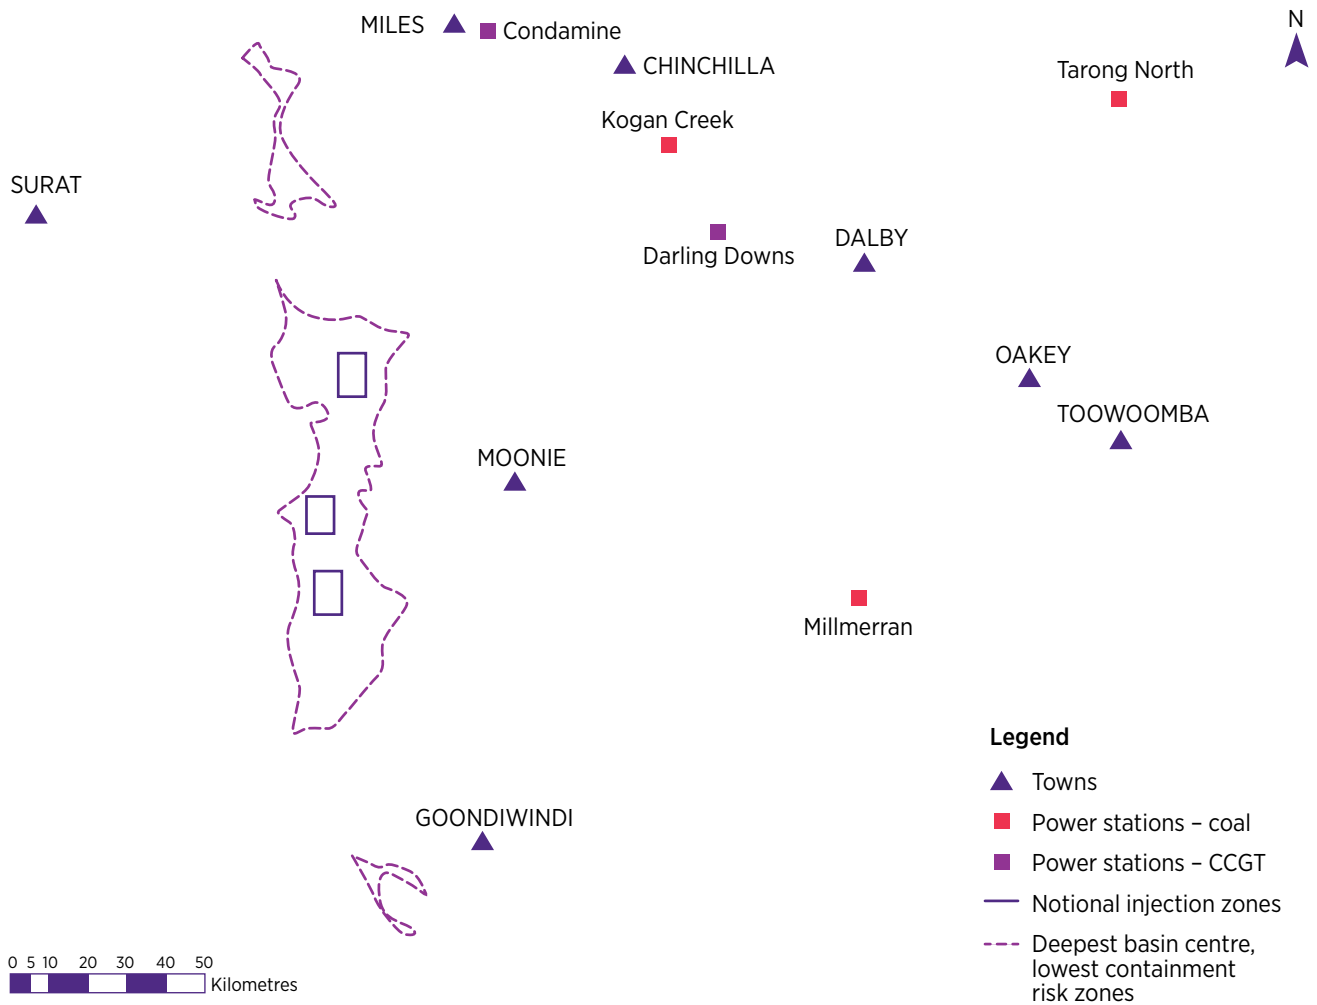 MILES
Condamine
N
CHINCHILLA
Tarong North
Kogan Creek
SURAT
DALBY
Darling Downs
OAKEY
TOOWOOMBA
MOONIE
Millmerran
GOONDIWINDI
Legend
Towns
Power stations – coal
Power stations – CCGT
Notional injection zones
Deepest basin centre,
lowest containment
risk zones
0 5 10 20 30 40 50
Kilometres